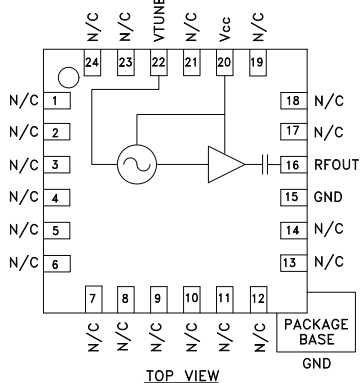 N/C N/C VTUNE N/C Vcc N/C
24 23 22 21 20 19
N/C 1 18 N/C
N/C 2 17 N/C
N/C 3 16 RFOUT
N/C 4 15 GND
N/C 5 14 N/C
N/C 6 13 N/C
7 8 9 10 11 12
N/C N/C N/C N/C N/C N/C
PACKAGE
BASE
GND
TOP VIEW